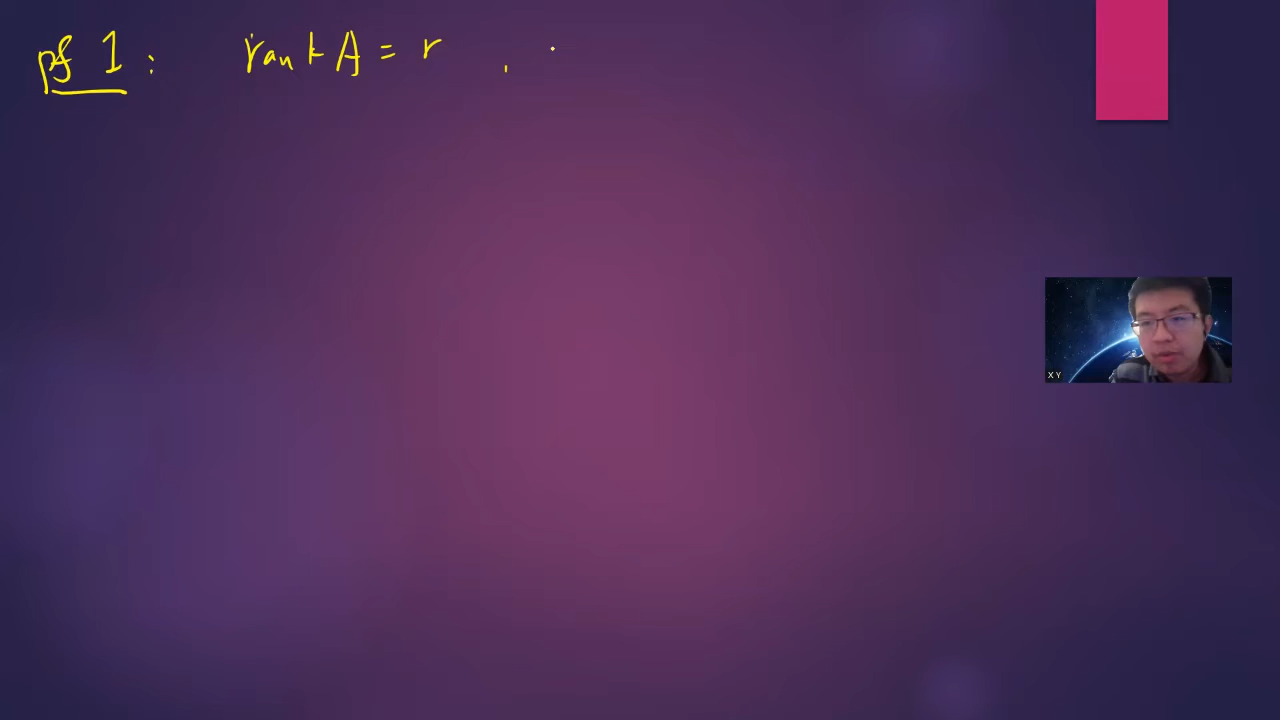 pf 1 : rank A = r ,
X Y